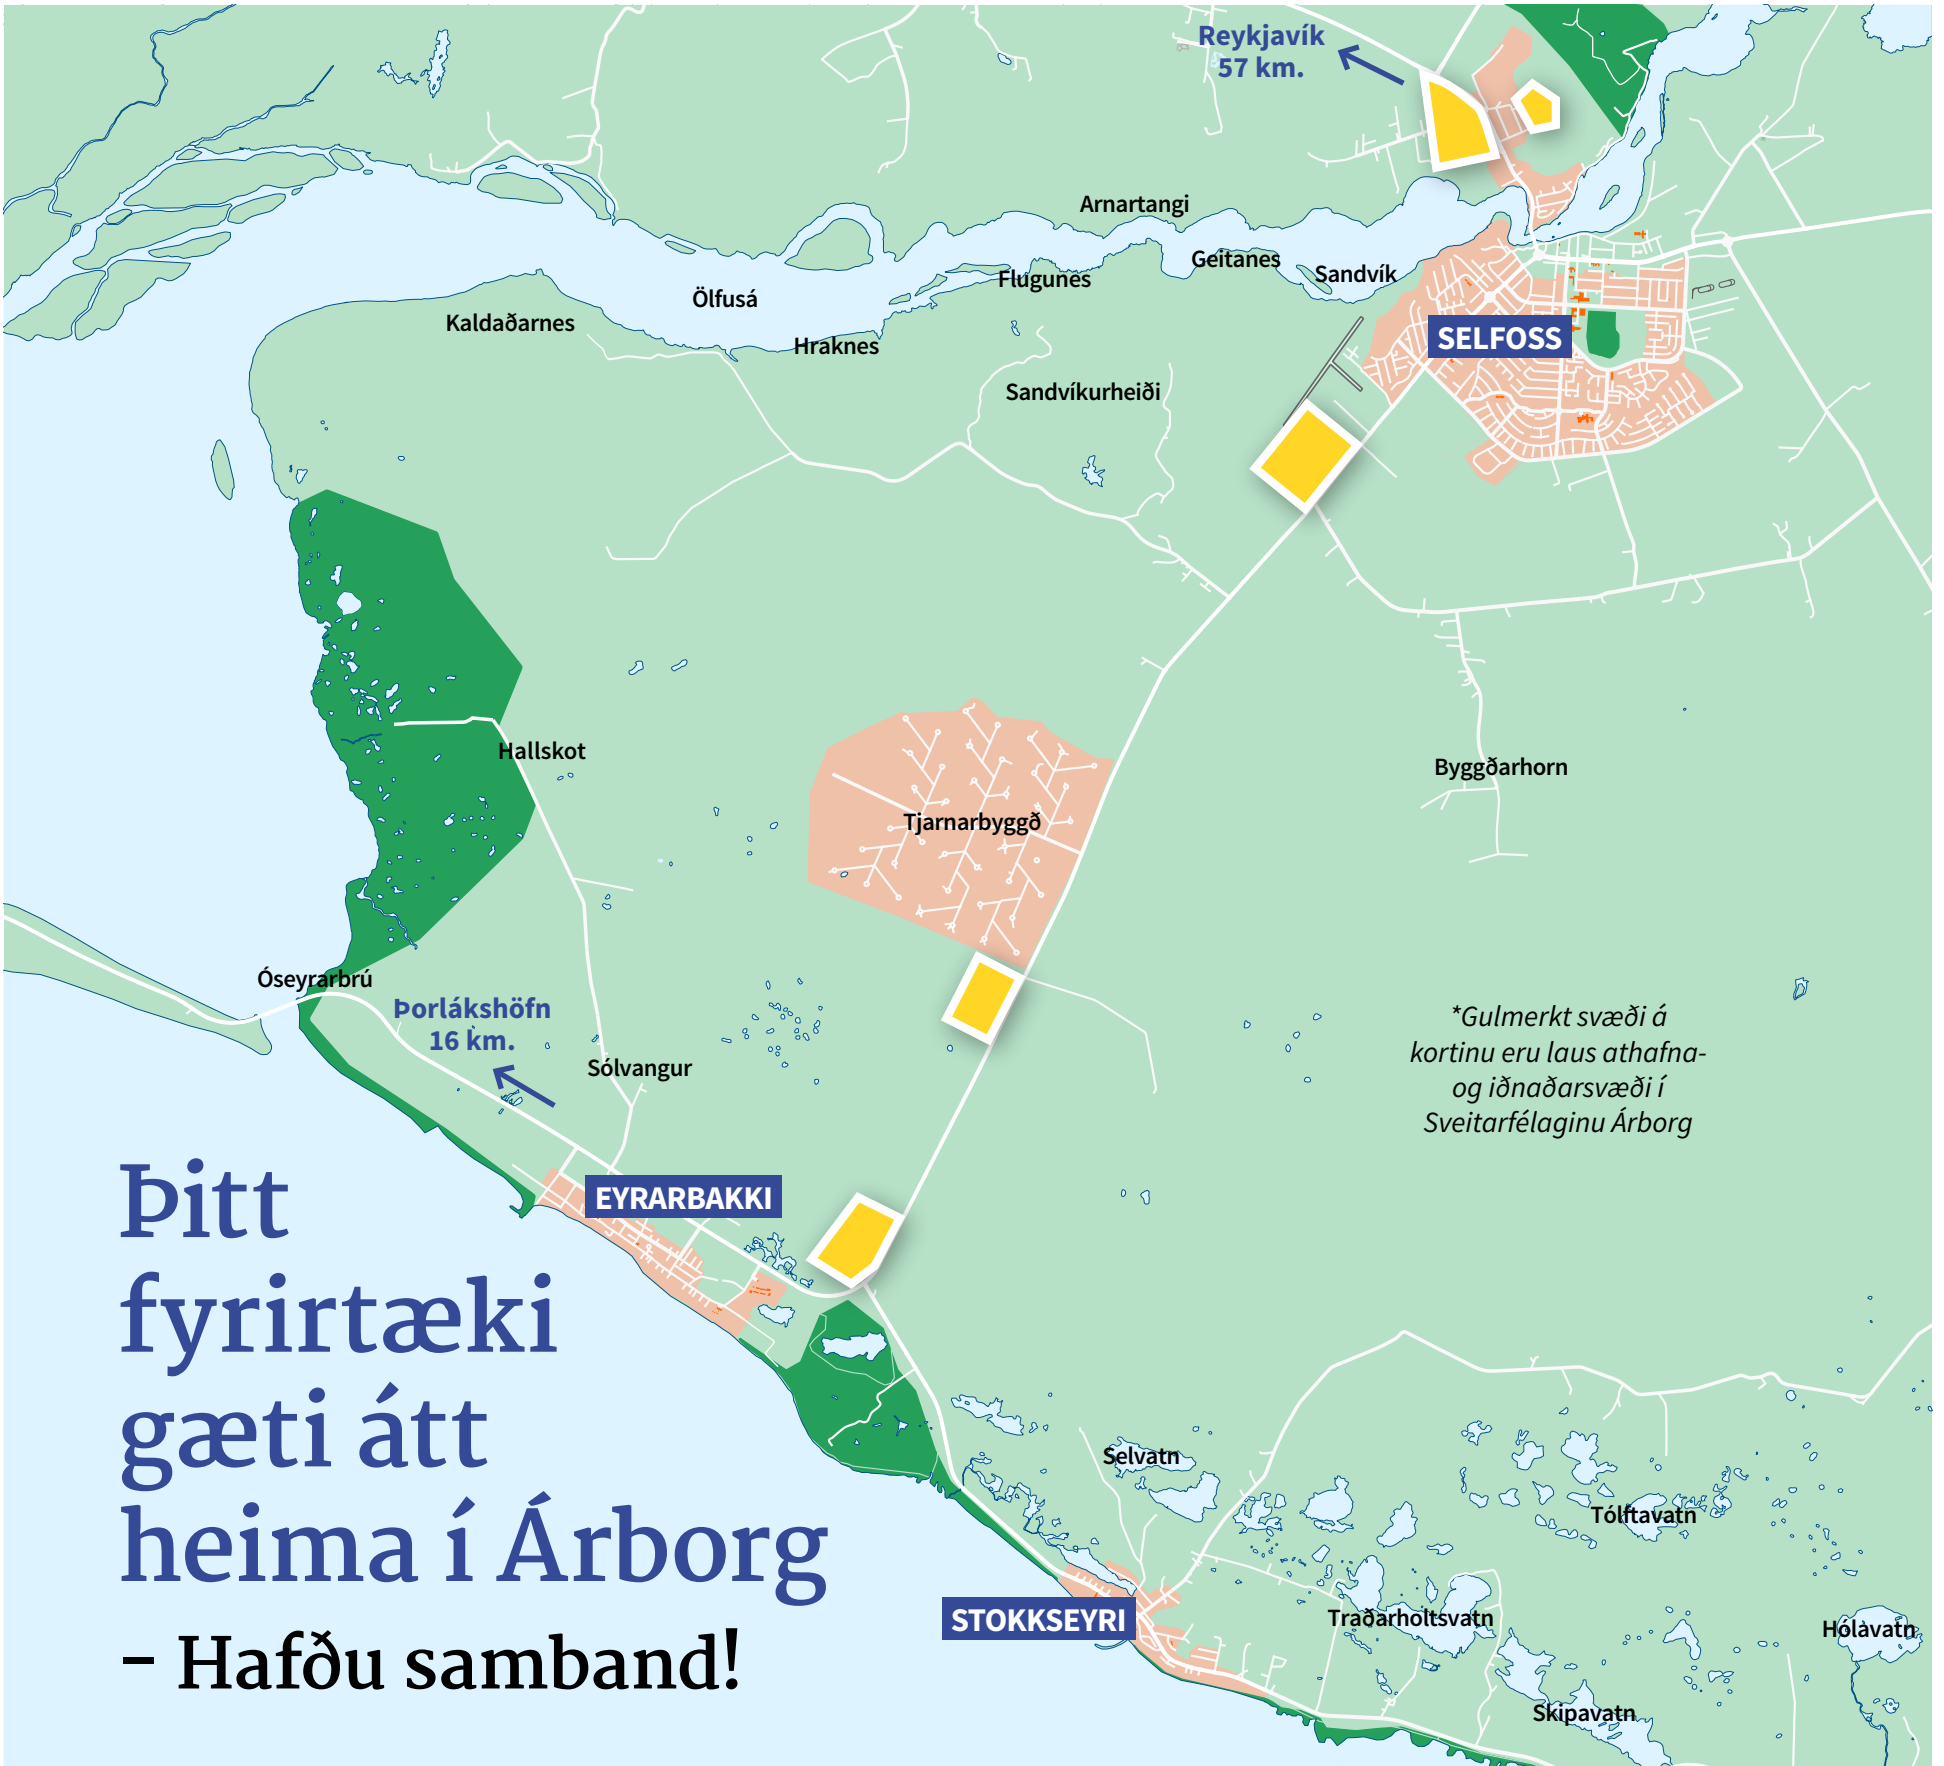 Reykjavík
57 km.
Arnartangi
Geitanes
Sandvík
Flugunes
Ölfusá
Kaldaðarnes
Hraknes
SELFOSS
Sandvíkurheiði
Hallskot
Byggðarhorn
Tjarnarbyggð
Óseyrarbrú
Þorlákshöfn
16 km.
Sólvangur
*Gulmerkt svæði á
kortinu eru laus athafna-
og iðnaðarsvæði í
Sveitarfélaginu Árborg
EYRARBAKKI
Þitt
fyrirtæki
gæti átt
heima í Árborg
– Hafðu samband!
Selvatn
Tólftavatn
STOKKSEYRI
Traðarholtsvatn
Hólavatn
Skipavatn